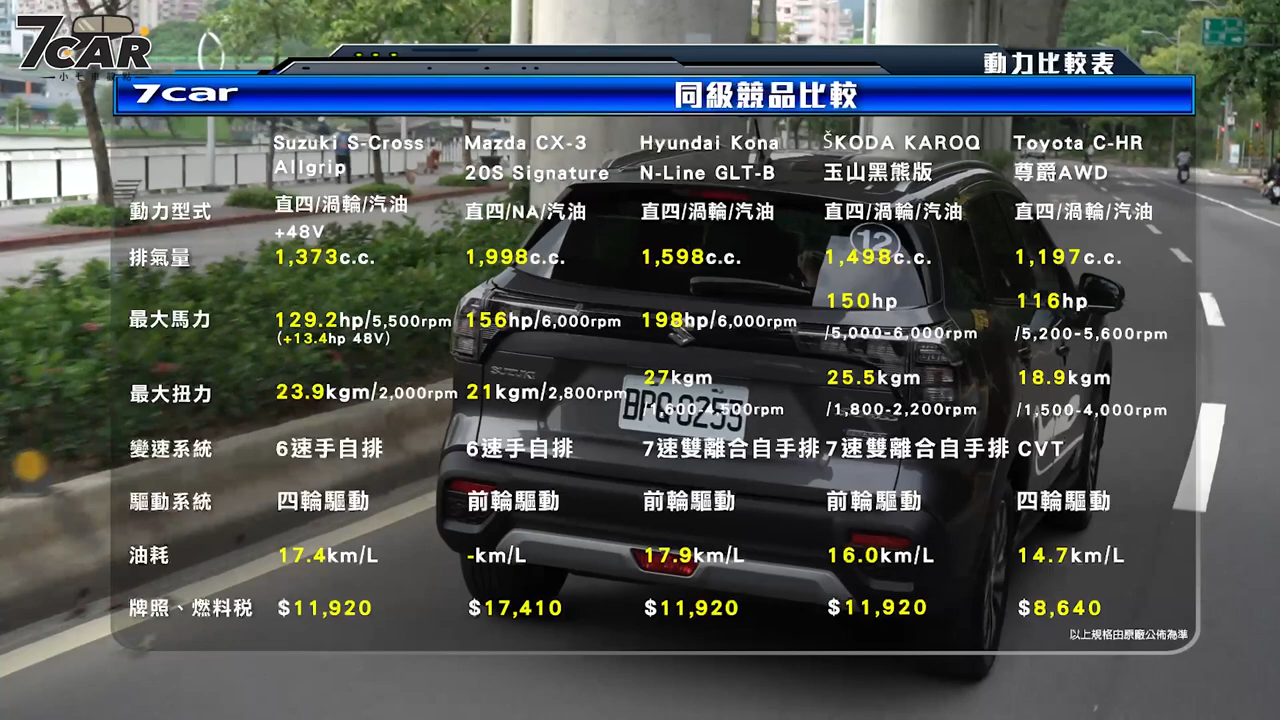 7CAR
小七車觀點
動力比較表
7car 同級競品比較
Suzuki S-Cross Allgrip Mazda CX-3 20S Signature Hyundai Kona N-Line GLT-B ŠKODA KAROQ 玉山黑熊版 Toyota C-HR 尊爵AWD
動力型式 直四/渦輪/汽油+48V 直四/NA/汽油 直四/渦輪/汽油 直四/渦輪/汽油 直四/渦輪/汽油
排氣量 1,373c.c. 1,998c.c. 1,598c.c. 1,498c.c. 1,197c.c.
最大馬力 129.2hp/5,500rpm (+13.4hp 48V) 156hp/6,000rpm 198hp/6,000rpm 150hp/5,000-6,000rpm 116hp/5,200-5,600rpm
最大扭力 23.9kgm/2,000rpm 21kgm/2,800rpm 27kgm/1,600-4,500rpm 25.5kgm/1,800-2,200rpm 18.9kgm/1,500-4,000rpm
變速系統 6速手自排 6速手自排 7速雙離合自手排 7速雙離合自手排 CVT
驅動系統 四輪驅動 前輪驅動 前輪驅動 前輪驅動 四輪驅動
油耗 17.4km/L -km/L 17.9km/L 16.0km/L 14.7km/L
牌照、燃料稅 $11,920 $17,410 $11,920 $11,920 $8,640
以上規格由原廠公佈為準
12
SUZUKI